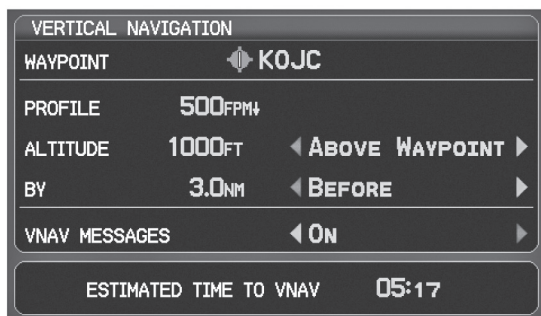 VERTICAL NAVIGATION
WAYPOINT KOJC
PROFILE 500FPM↓
ALTITUDE 1000FT ABOVE WAYPOINT
BY 3.0NM BEFORE
VNAV MESSAGES ON
ESTIMATED TIME TO VNAV 05:17